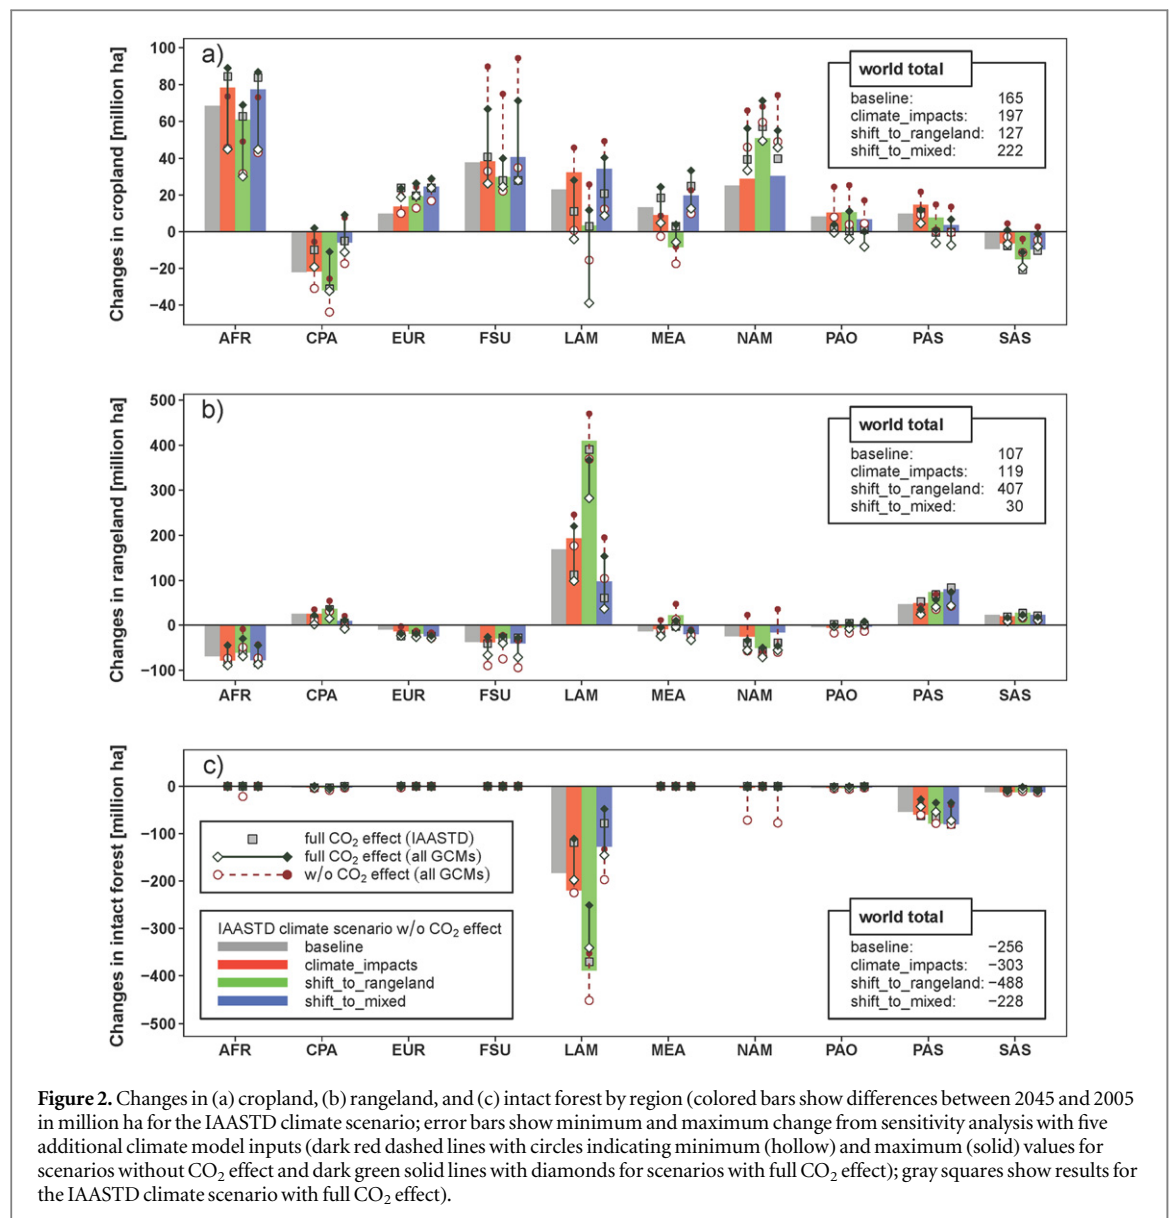 a)
Changes in cropland [million ha]
100
80
60
40
20
0
−20
−40
world total
baseline: 165
climate_impacts: 197
shift_to_rangeland: 127
shift_to_mixed: 222
AFR CPA EUR FSU LAM MEA NAM PAO PAS SAS
b)
Changes in rangeland [million ha]
500
400
300
200
100
0
−100
world total
baseline: 107
climate_impacts: 119
shift_to_rangeland: 407
shift_to_mixed: 30
AFR CPA EUR FSU LAM MEA NAM PAO PAS SAS
c)
Changes in intact forest [million ha]
0
−100
−200
−300
−400
−500
full CO₂ effect (IAASTD)
full CO₂ effect (all GCMs)
w/o CO₂ effect (all GCMs)
IAASTD climate scenario w/o CO₂ effect
baseline
climate_impacts
shift_to_rangeland
shift_to_mixed
world total
baseline: −256
climate_impacts: −303
shift_to_rangeland: −488
shift_to_mixed: −228
AFR CPA EUR FSU LAM MEA NAM PAO PAS SAS
Figure 2. Changes in (a) cropland, (b) rangeland, and (c) intact forest by region (colored bars show differences between 2045 and 2005
in million ha for the IAASTD climate scenario; error bars show minimum and maximum change from sensitivity analysis with five
additional climate model inputs (dark red dashed lines with circles indicating minimum (hollow) and maximum (solid) values for
scenarios without CO₂ effect and dark green solid lines with diamonds for scenarios with full CO₂ effect); gray squares show results for
the IAASTD climate scenario with full CO₂ effect).